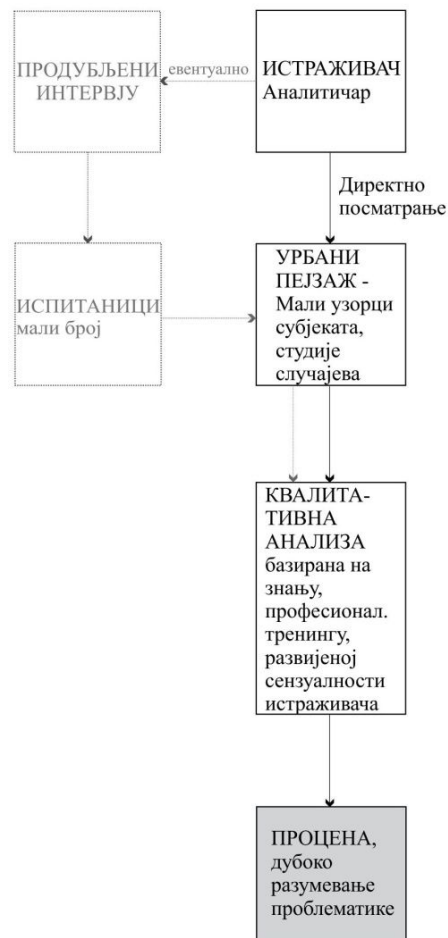 ПРОДУБЉЕНИ
ИНТЕРВЈУ
евентуално
ИСТРАЖИВАЧ
Аналитичар
Директно
посматрање
ИСПИТАНИЦИ
мали број
УРБАНИ
ПЕЈЗАЖ -
Мали узорци
субјеката,
студије
случајева
КВАЛИТА-
ТИВНА
АНАЛИЗА
базирана на
знању,
професионал.
тренингу,
развијеној
сензуалности
истраживача
ПРОЦЕНА,
дубоко
разумевање
проблематике